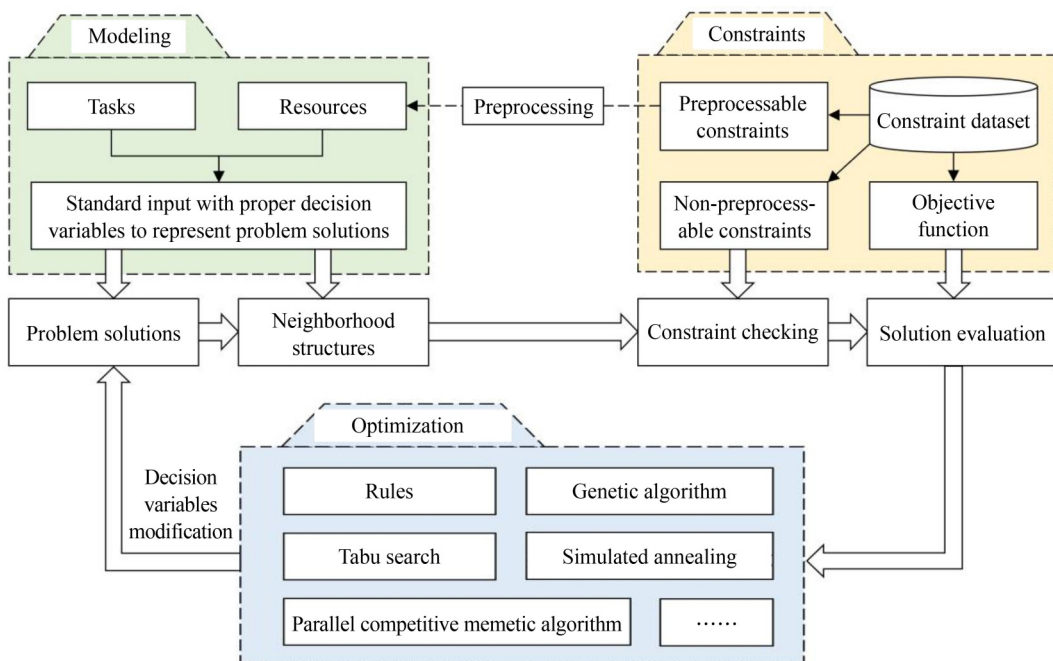 Modeling
Constraints
Tasks
Resources
Preprocessing
Preprocessable
constraints
Constraint dataset
Standard input with proper decision
variables to represent problem solutions
Non-preprocess-
able constraints
Objective
function
Problem solutions
Neighborhood
structures
Constraint checking
Solution evaluation
Optimization
Decision
variables
modification
Rules
Genetic algorithm
Tabu search
Simulated annealing
Parallel competitive memetic algorithm
……